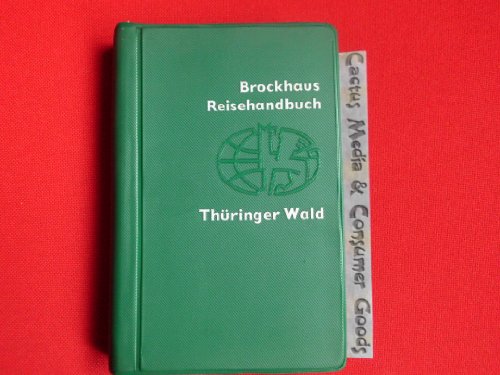 Brockhaus
Reisehandbuch
Thüringer Wald
Cactus Media & Consumer Goods